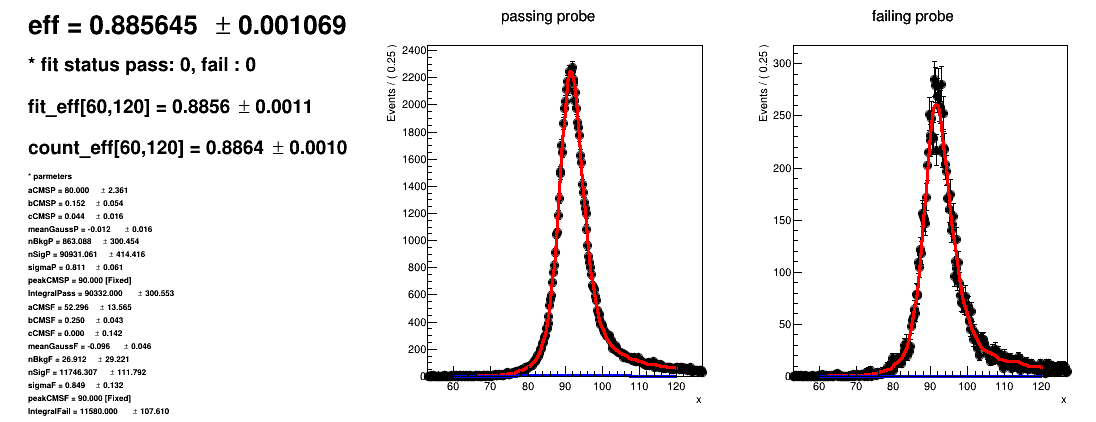 eff = 0.885645 ± 0.001069
* fit status pass: 0, fail : 0
fit_eff[60,120] = 0.8856 ± 0.0011
count_eff[60,120] = 0.8864 ± 0.0010
* parmeters
aCMSP = 80.000 ± 2.361
bCMSP = 0.152 ± 0.054
cCMSP = 0.044 ± 0.016
meanGaussP = -0.012 ± 0.016
nBkgP = 863.088 ± 300.454
nSigP = 90931.061 ± 414.416
sigmaP = 0.811 ± 0.061
peakCMSP = 90.000 [Fixed]
IntegralPass = 90332.000 ± 300.553
aCMSF = 52.296 ± 13.565
bCMSF = 0.250 ± 0.043
cCMSF = 0.000 ± 0.142
meanGaussF = -0.096 ± 0.046
nBkgF = 26.912 ± 29.221
nSigF = 11746.307 ± 111.792
sigmaF = 0.849 ± 0.132
peakCMSF = 90.000 [Fixed]
IntegralFail = 11580.000 ± 107.610
passing probe
Events / ( 0.25 )
2400
2200
2000
1800
1600
1400
1200
1000
800
600
400
200
0
60 70 80 90 100 110 120
x
failing probe
Events / ( 0.25 )
300
250
200
150
100
50
0
60 70 80 90 100 110 120
x